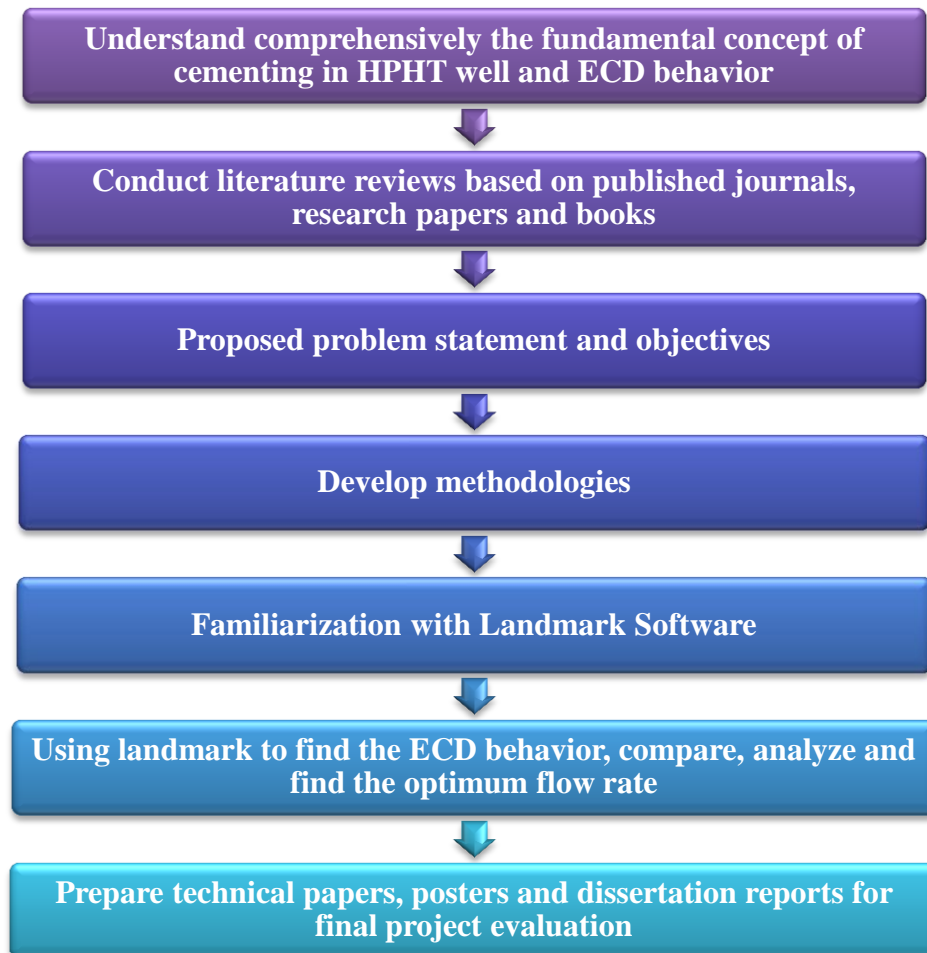 Understand comprehensively the fundamental concept of
cementing in HPHT well and ECD behavior
Conduct literature reviews based on published journals,
research papers and books
Proposed problem statement and objectives
Develop methodologies
Familiarization with Landmark Software
Using landmark to find the ECD behavior, compare, analyze and
find the optimum flow rate
Prepare technical papers, posters and dissertation reports for
final project evaluation